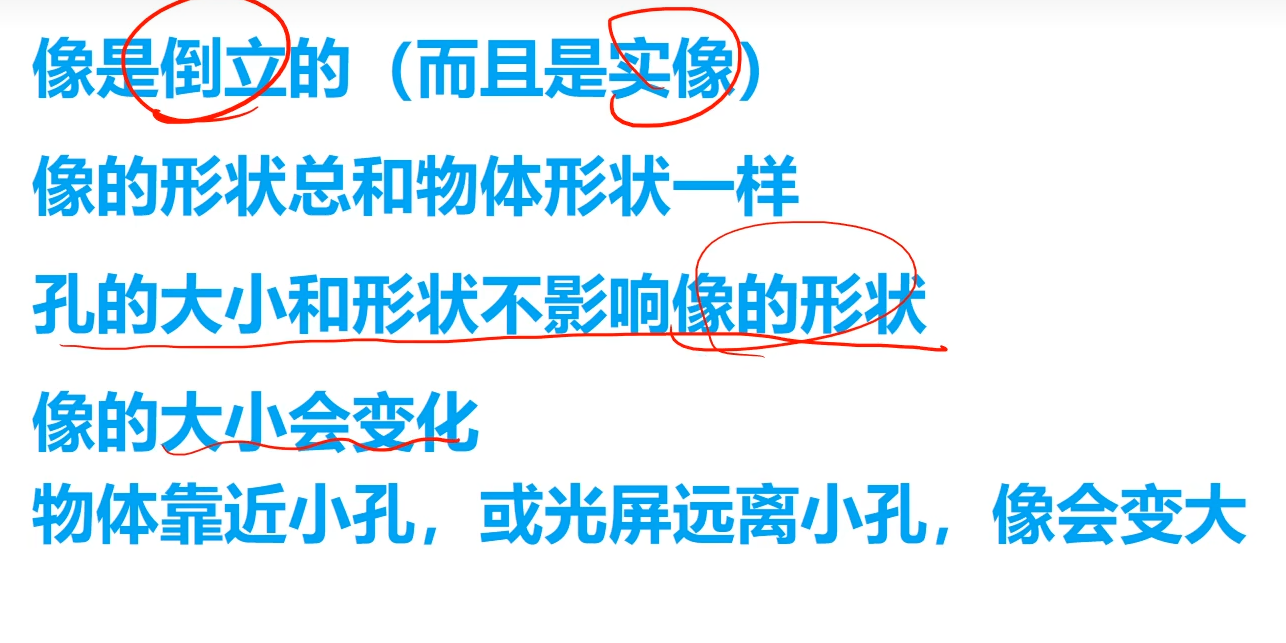 像是倒立的（而且是实像）
像的形状总和物体形状一样
孔的大小和形状不影响像的形状
像的大小会变化
物体靠近小孔，或光屏远离小孔，像会变大